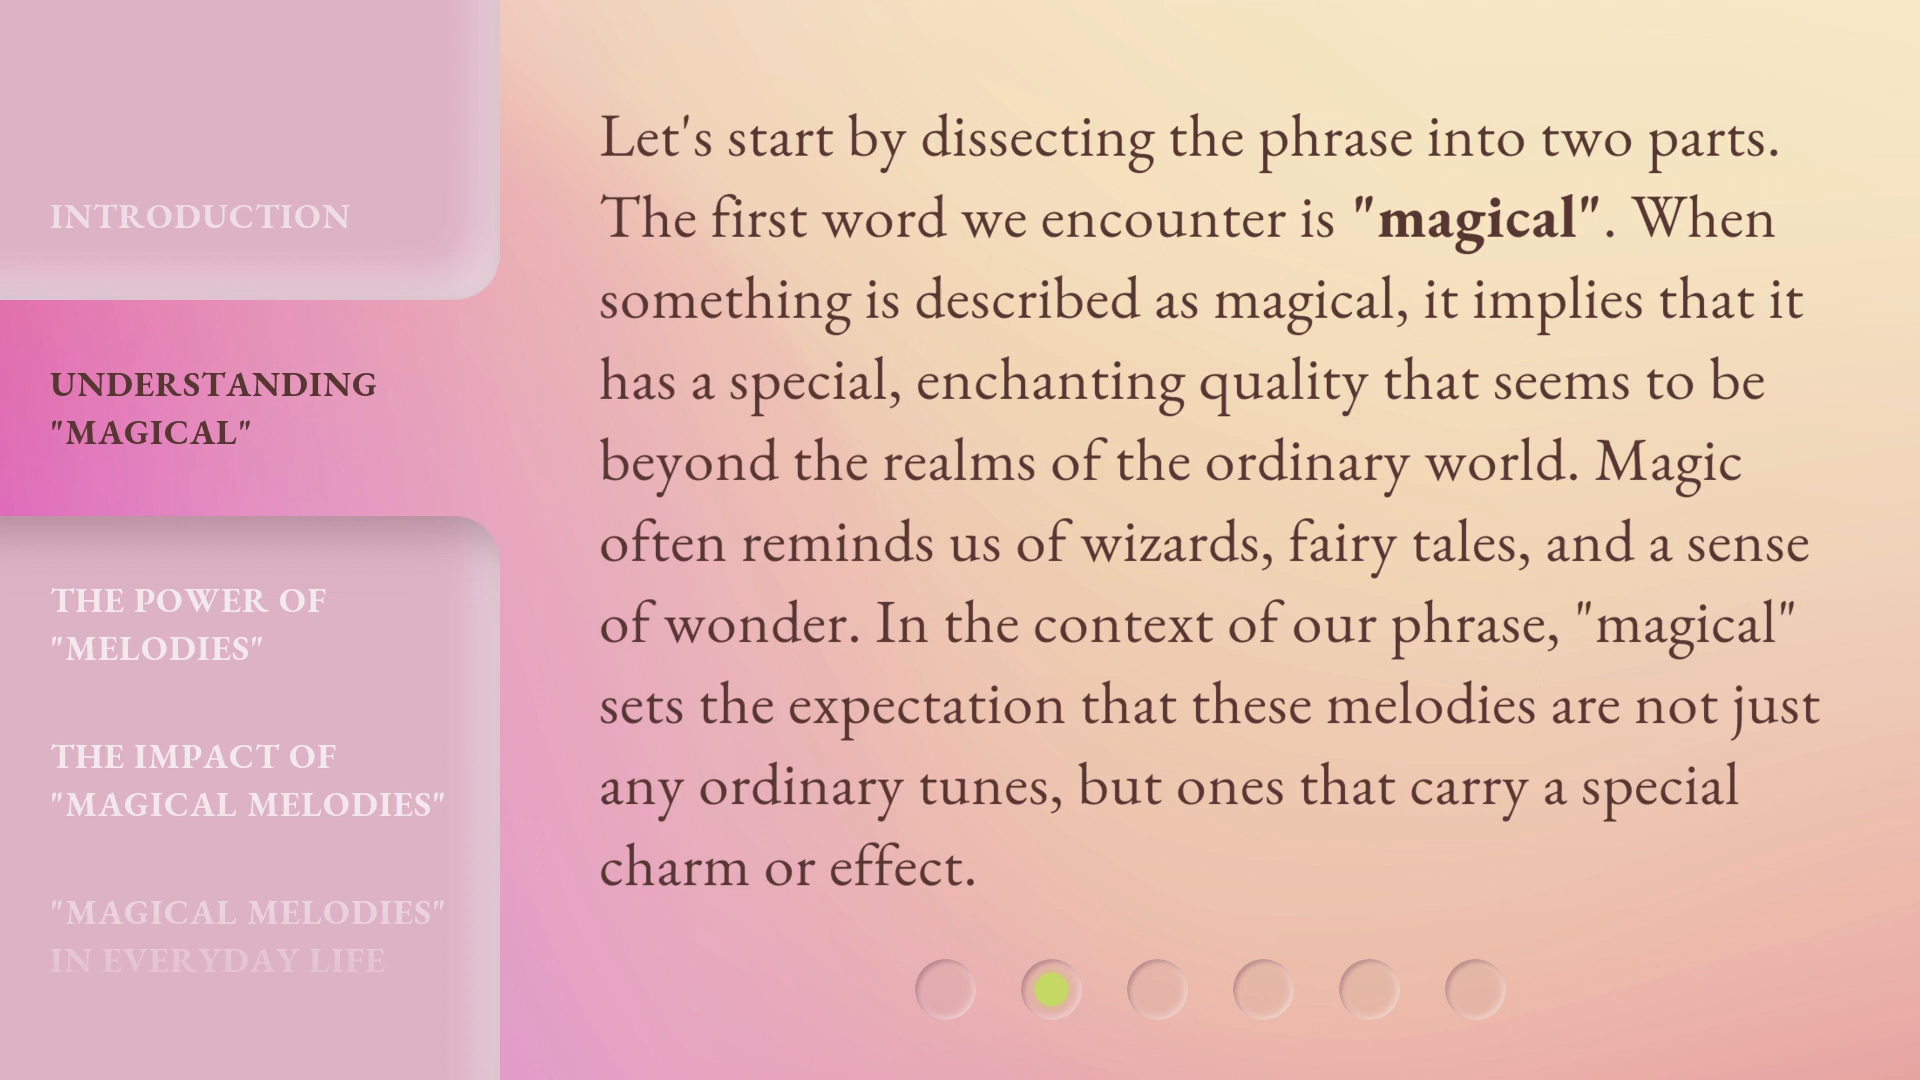 INTRODUCTION
UNDERSTANDING
"MAGICAL"
THE POWER OF
"MELODIES"
THE IMPACT OF
"MAGICAL MELODIES"
"MAGICAL MELODIES"
IN EVERYDAY LIFE
Let's start by dissecting the phrase into two parts.
The first word we encounter is "magical". When
something is described as magical, it implies that it
has a special, enchanting quality that seems to be
beyond the realms of the ordinary world. Magic
often reminds us of wizards, fairy tales, and a sense
of wonder. In the context of our phrase, "magical"
sets the expectation that these melodies are not just
any ordinary tunes, but ones that carry a special
charm or effect.